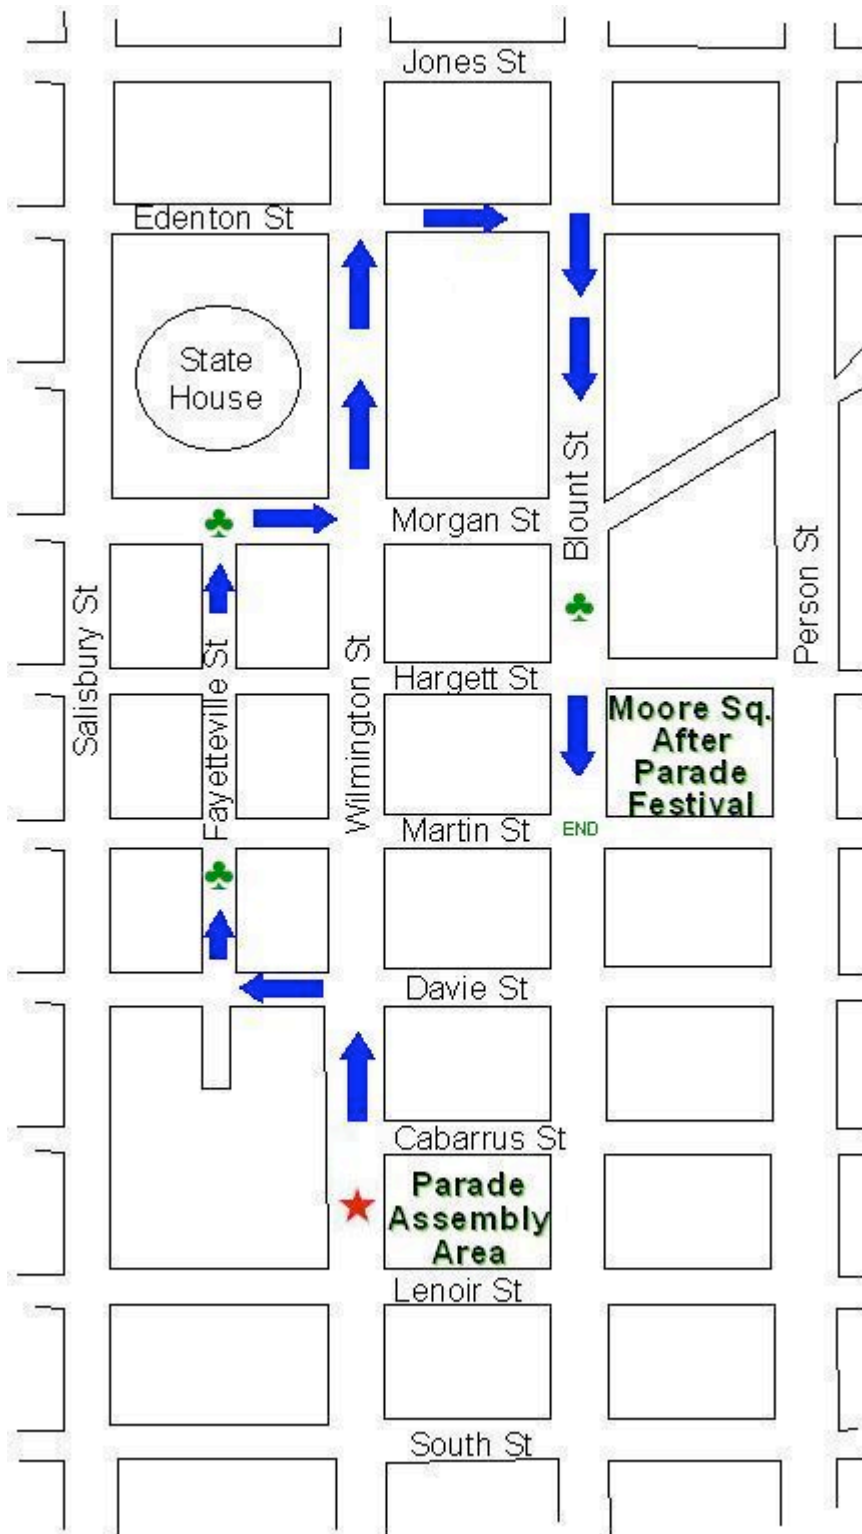 Jones St
Edenton St
State
House
Blount St
Morgan St
Person St
Salisbury St
Fayetteville St
Wilmington St
Hargett St
Moore Sq.
After
Parade
Festival
Martin St
END
Davie St
Cabarrus St
Parade
Assembly
Area
Lenoir St
South St